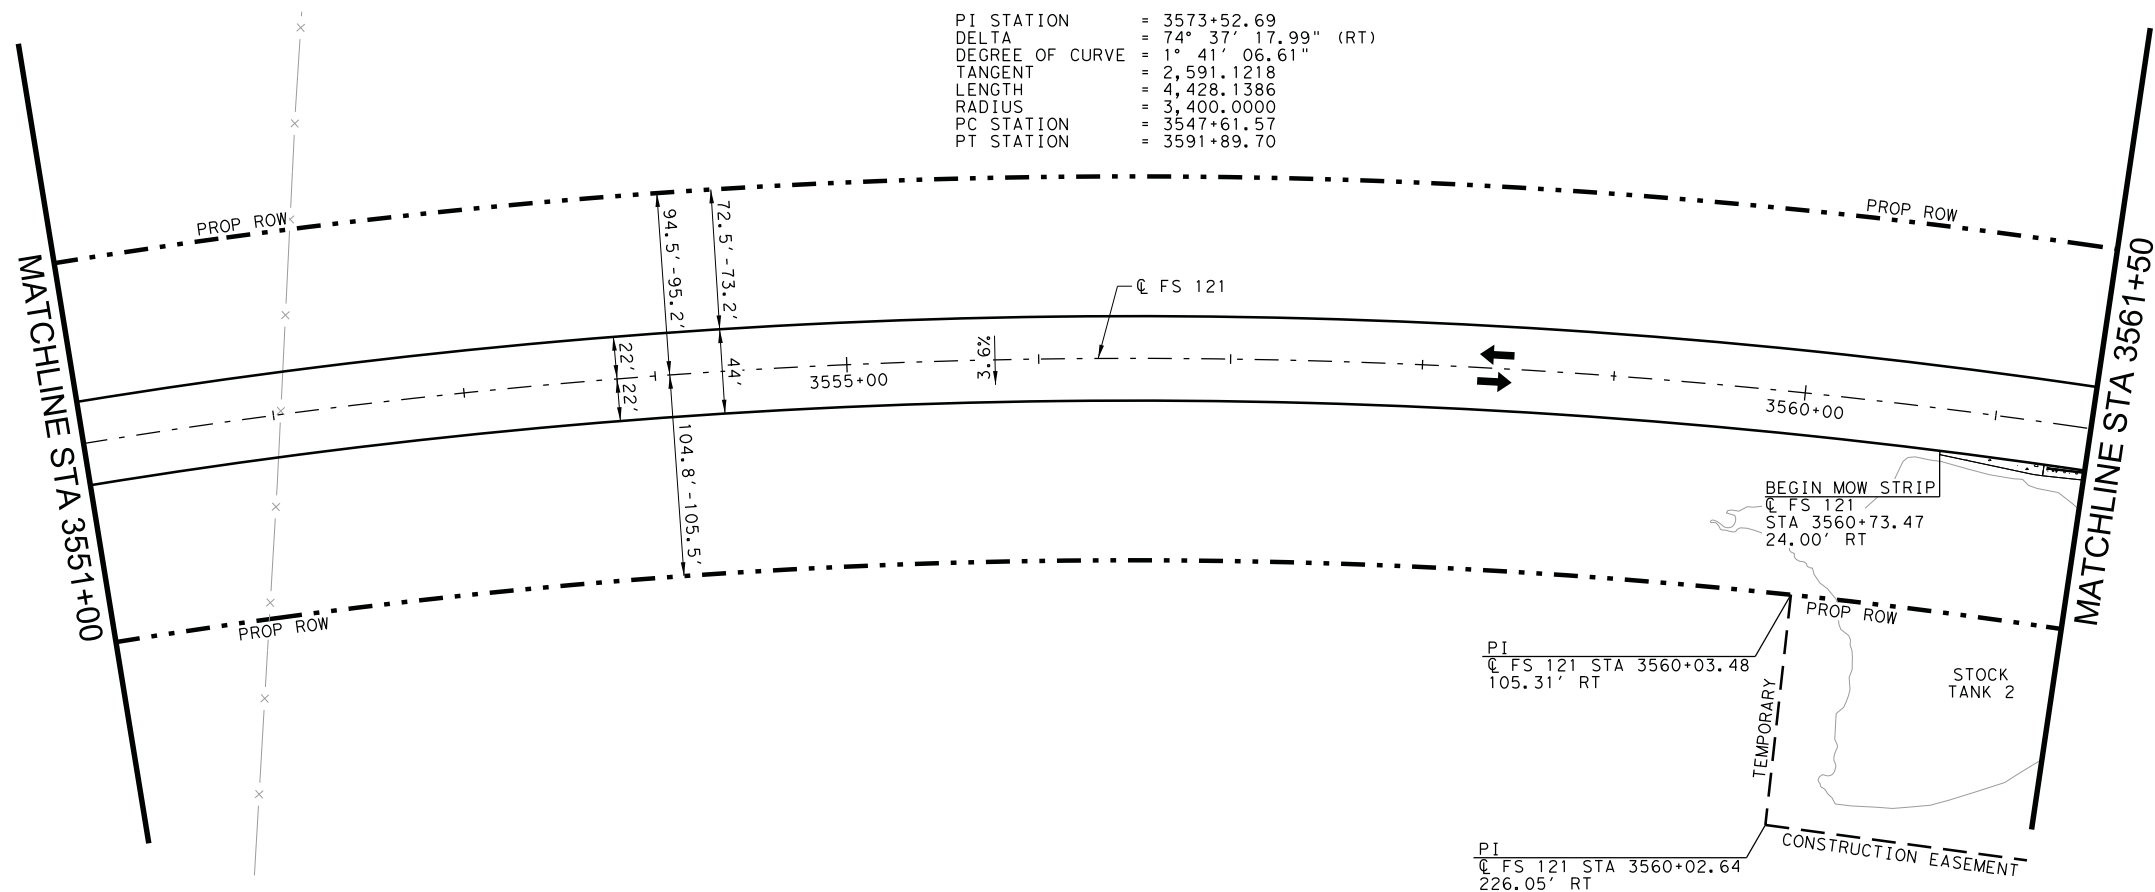 PI STATION = 3573+52.69
DELTA = 74° 37' 17.99" (RT)
DEGREE OF CURVE = 1° 41' 06.61"
TANGENT = 2,591.1218
LENGTH = 4,428.1386
RADIUS = 3,400.0000
PC STATION = 3547+61.57
PT STATION = 3591+89.70
PROP ROW
PROP ROW
MATCHLINE STA 3551+00
MATCHLINE STA 3561+50
94.5'-95.2'
72.5'-73.2'
℄ FS 121
22'
22'
44'
3555+00
3.6%
3560+00
104.8'-105.5'
BEGIN MOW STRIP
℄ FS 121
STA 3560+73.47
24.00' RT
PROP ROW
PROP ROW
PI
℄ FS 121 STA 3560+03.48
105.31' RT
STOCK
TANK 2
TEMPORARY
CONSTRUCTION EASEMENT
PI
℄ FS 121 STA 3560+02.64
226.05' RT